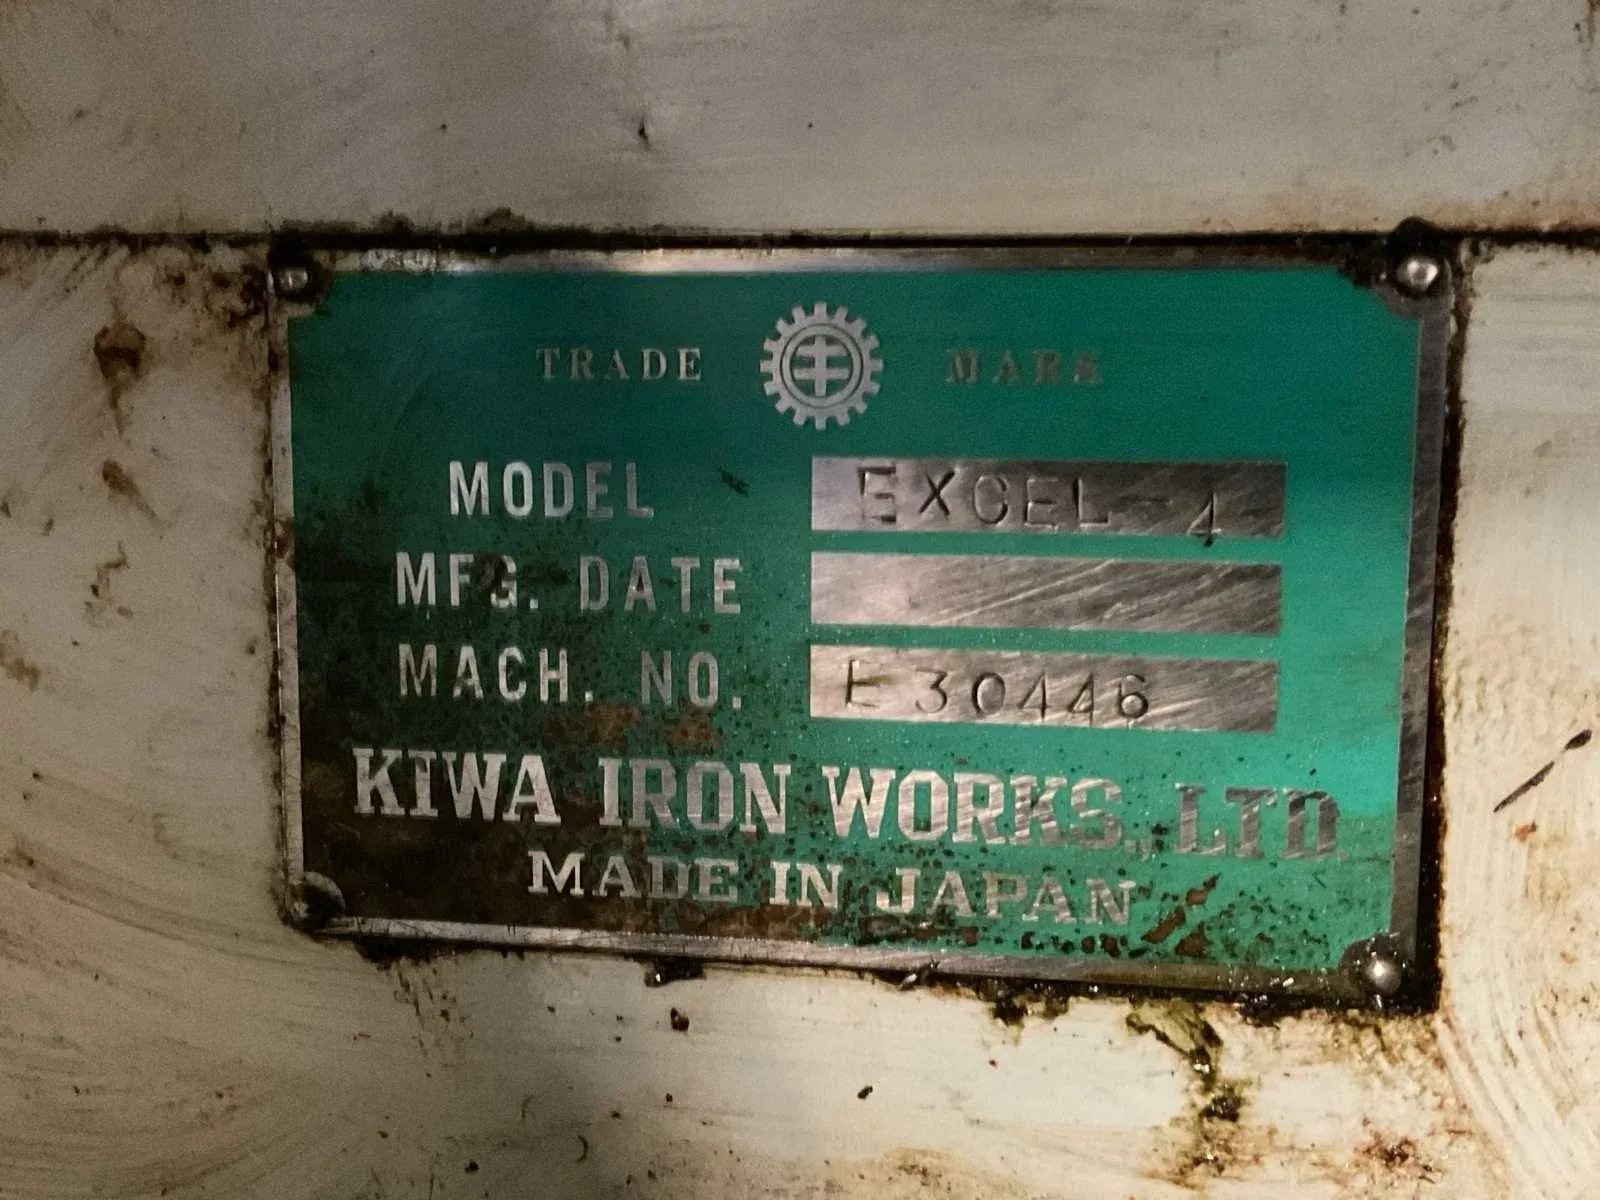 TRADE MARK
MODEL EXCEL-4
MFG. DATE
MACH. NO. E30446
KIWA IRON WORKS., LTD.
MADE IN JAPAN